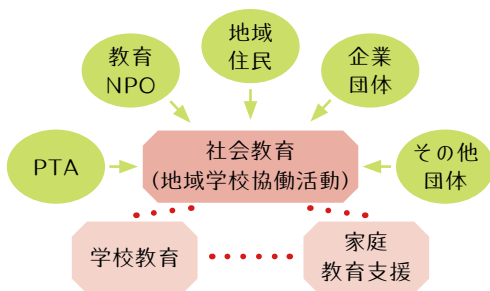 地域
住民
教育
NPO
企業
団体
PTA
社会教育
(地域学校協働活動)
その他
団体
学校教育
家庭
教育支援